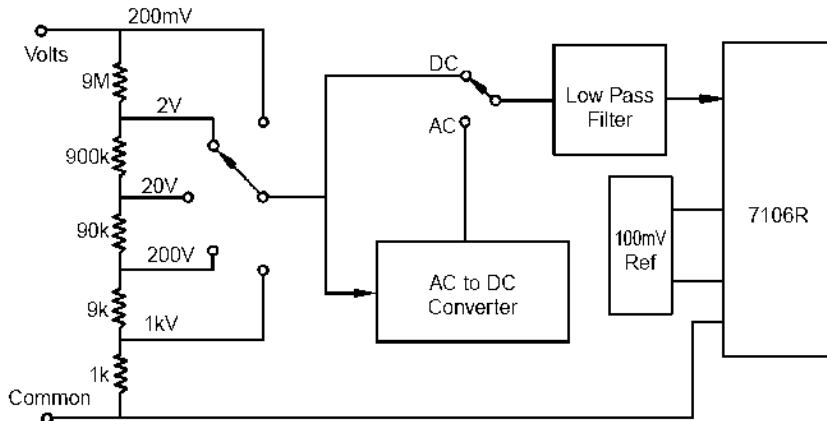 200mV
Volts
9M
2V
900k
20V
90k
200V
9k
1kV
1k
Common
DC
AC
Low Pass
Filter
AC to DC
Converter
100mV
Ref
7106R